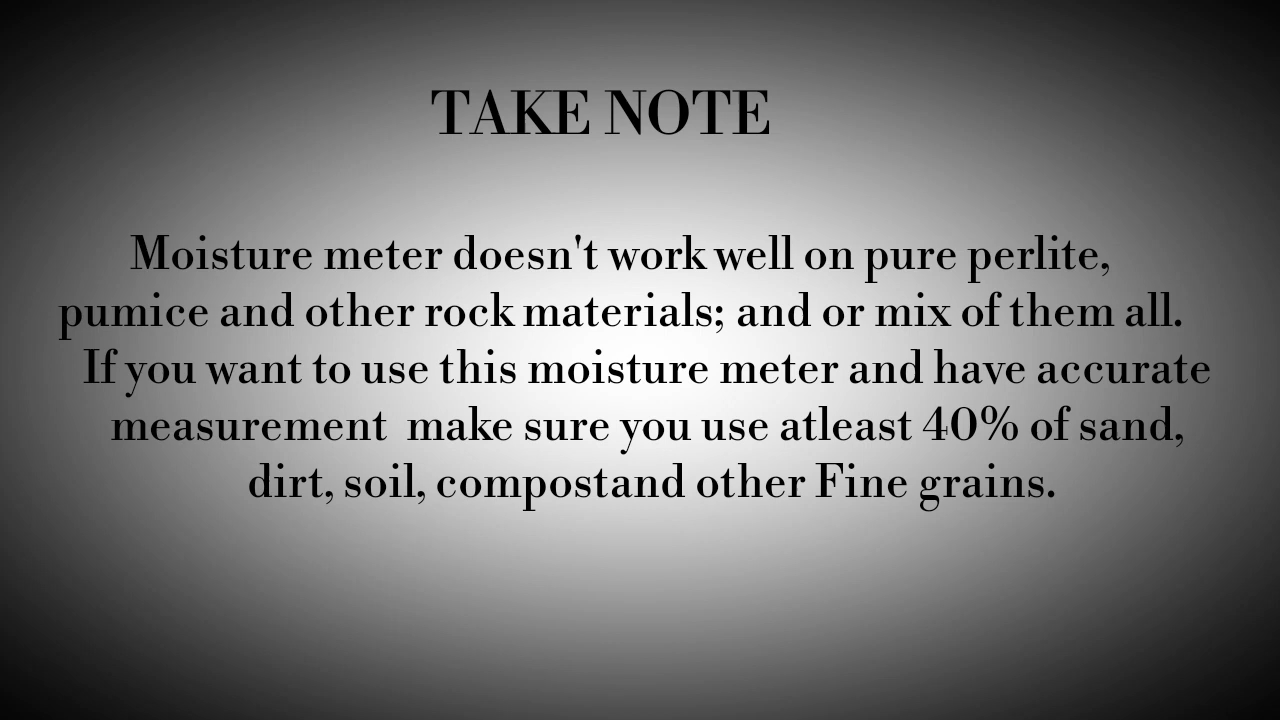 TAKE NOTE
Moisture meter doesn't work well on pure perlite,
pumice and other rock materials; and or mix of them all.
If you want to use this moisture meter and have accurate
measurement  make sure you use atleast 40% of sand,
dirt, soil, compostand other Fine grains.